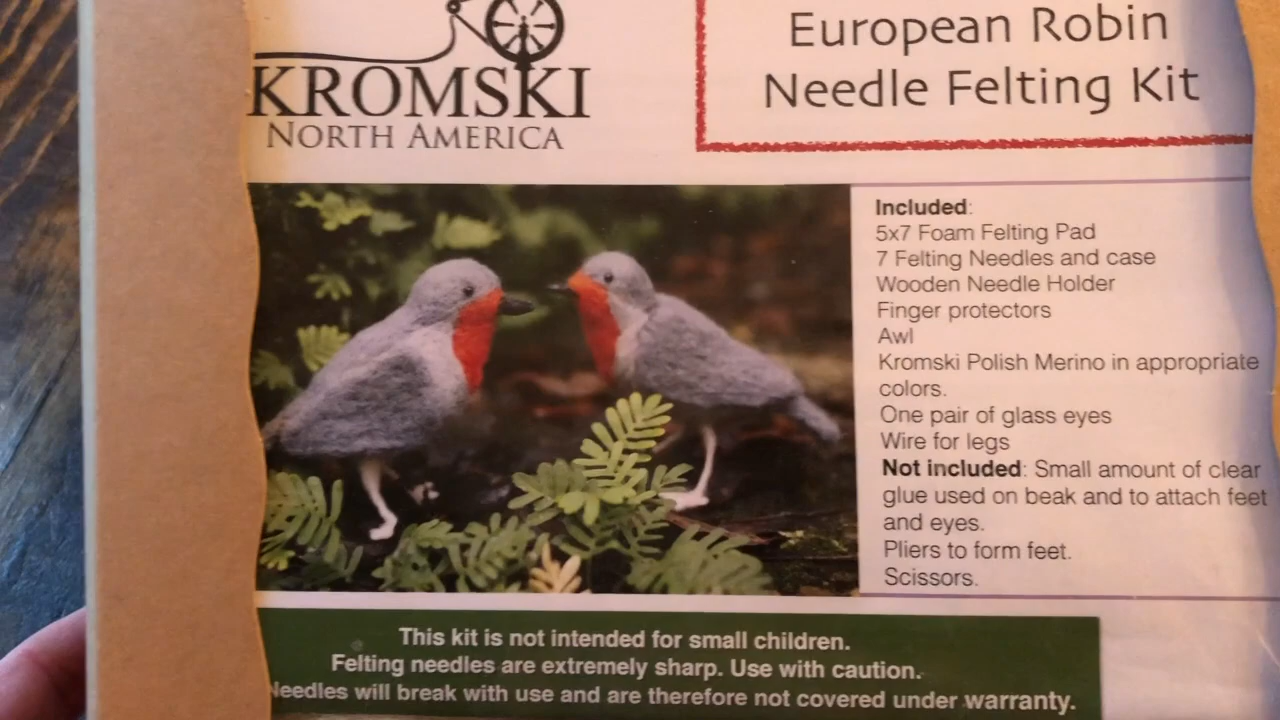 KROMSKI
NORTH AMERICA
European Robin
Needle Felting Kit
Included:
5x7 Foam Felting Pad
7 Felting Needles and case
Wooden Needle Holder
Finger protectors
Awl
Kromski Polish Merino in appropriate
colors.
One pair of glass eyes
Wire for legs
Not included: Small amount of clear
glue used on beak and to attach feet
and eyes.
Pliers to form feet.
Scissors.
This kit is not intended for small children.
Felting needles are extremely sharp. Use with caution.
Needles will break with use and are therefore not covered under warranty.